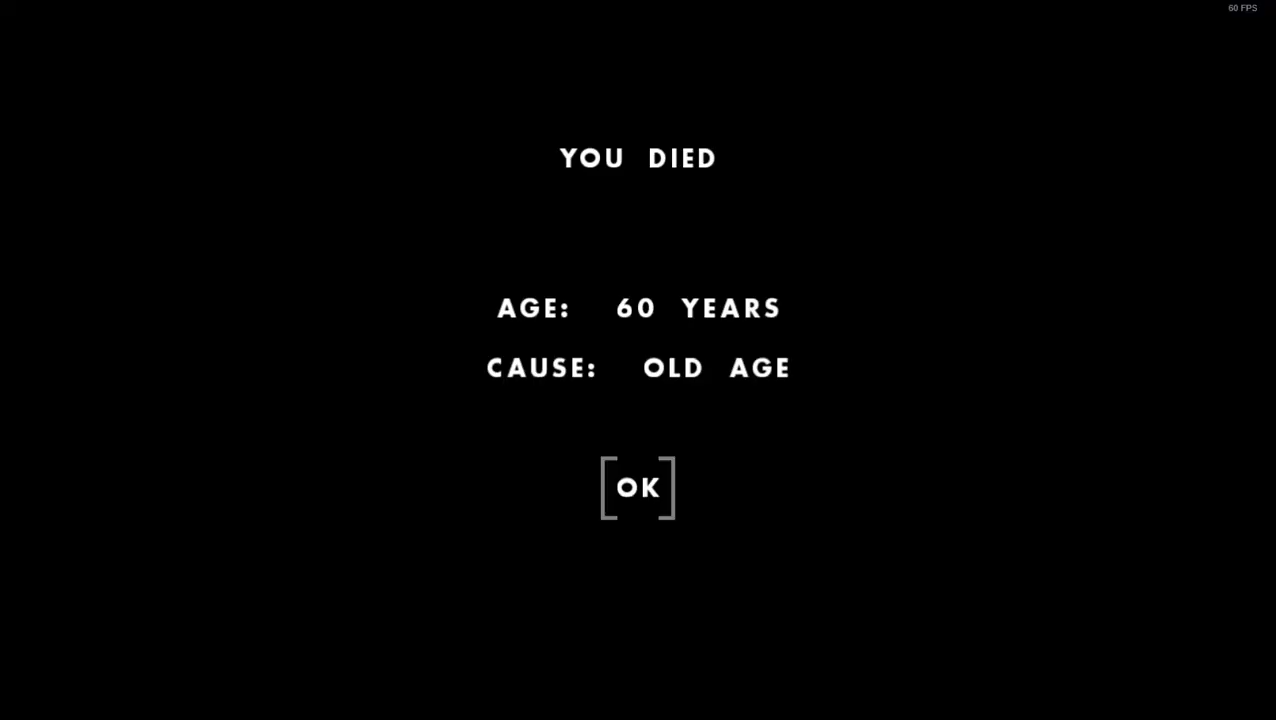 60 FPS
YOU DIED
AGE: 60 YEARS
CAUSE: OLD AGE
[OK]